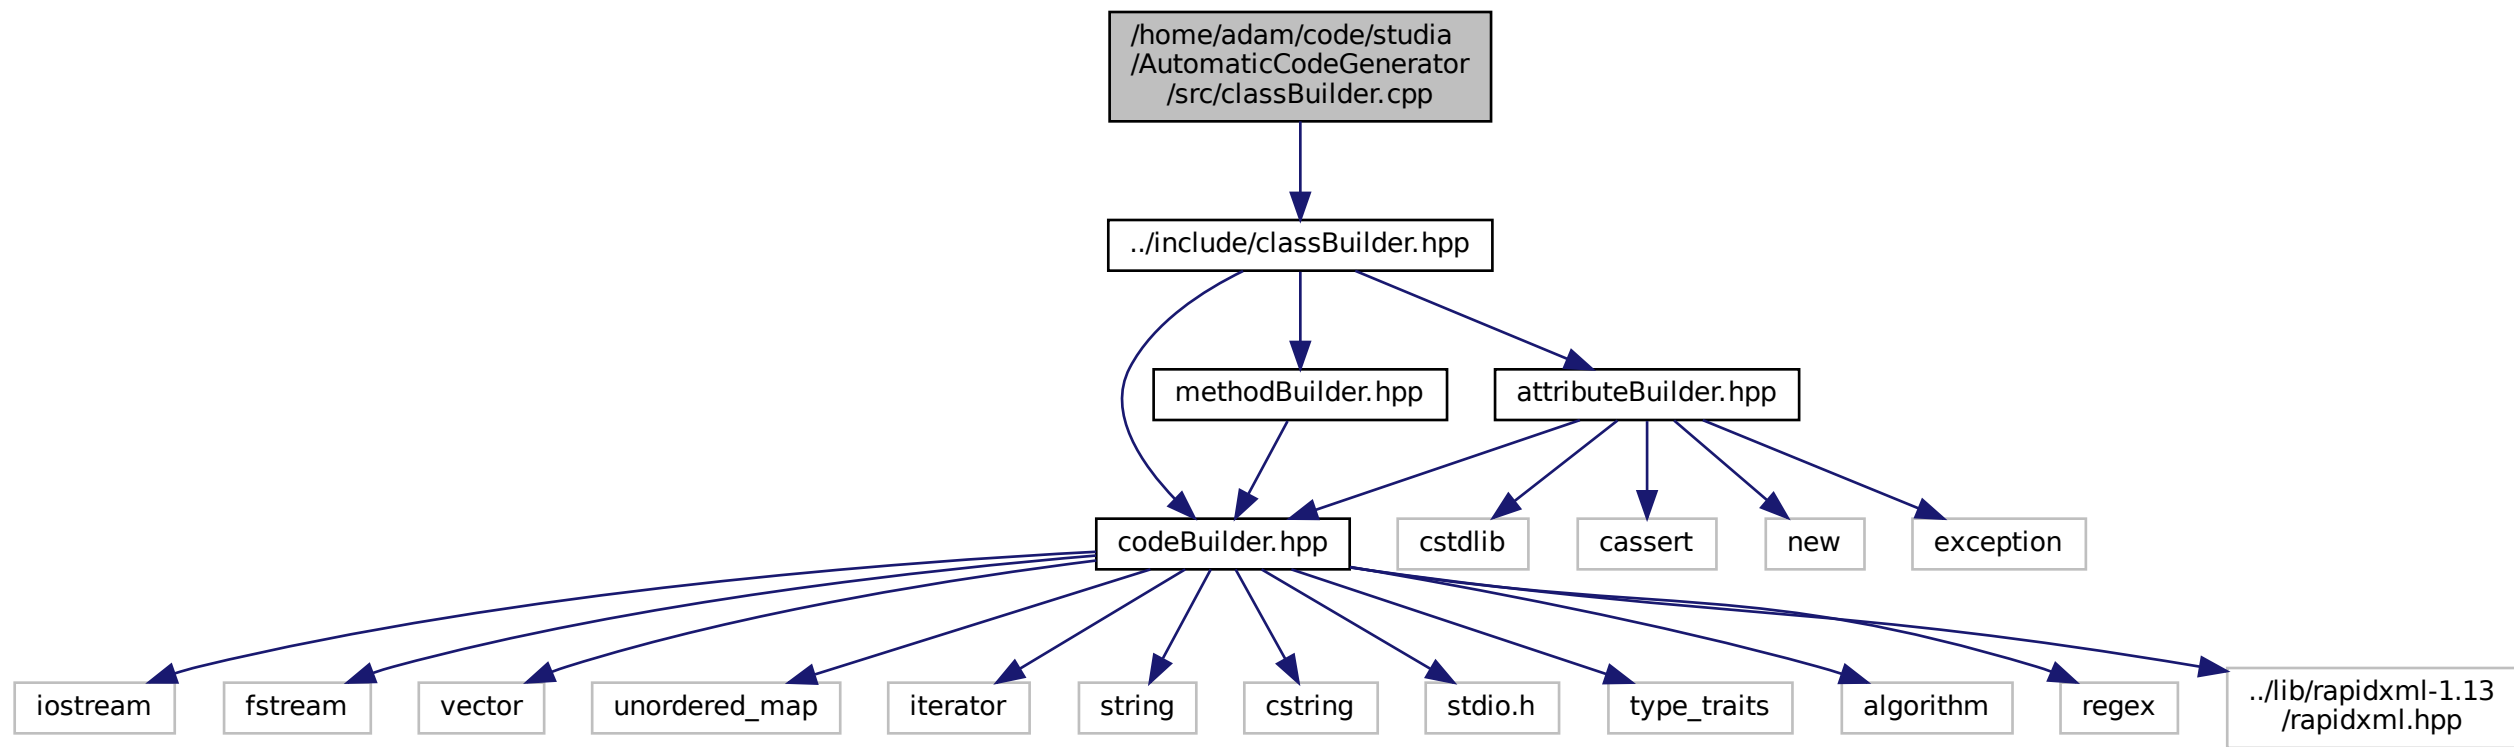 /home/adam/code/studia
/AutomaticCodeGenerator
/src/classBuilder.cpp
../include/classBuilder.hpp
methodBuilder.hpp
attributeBuilder.hpp
codeBuilder.hpp
cstdlib
cassert
new
exception
iostream
fstream
vector
unordered_map
iterator
string
cstring
stdio.h
type_traits
algorithm
regex
../lib/rapidxml-1.13
/rapidxml.hpp